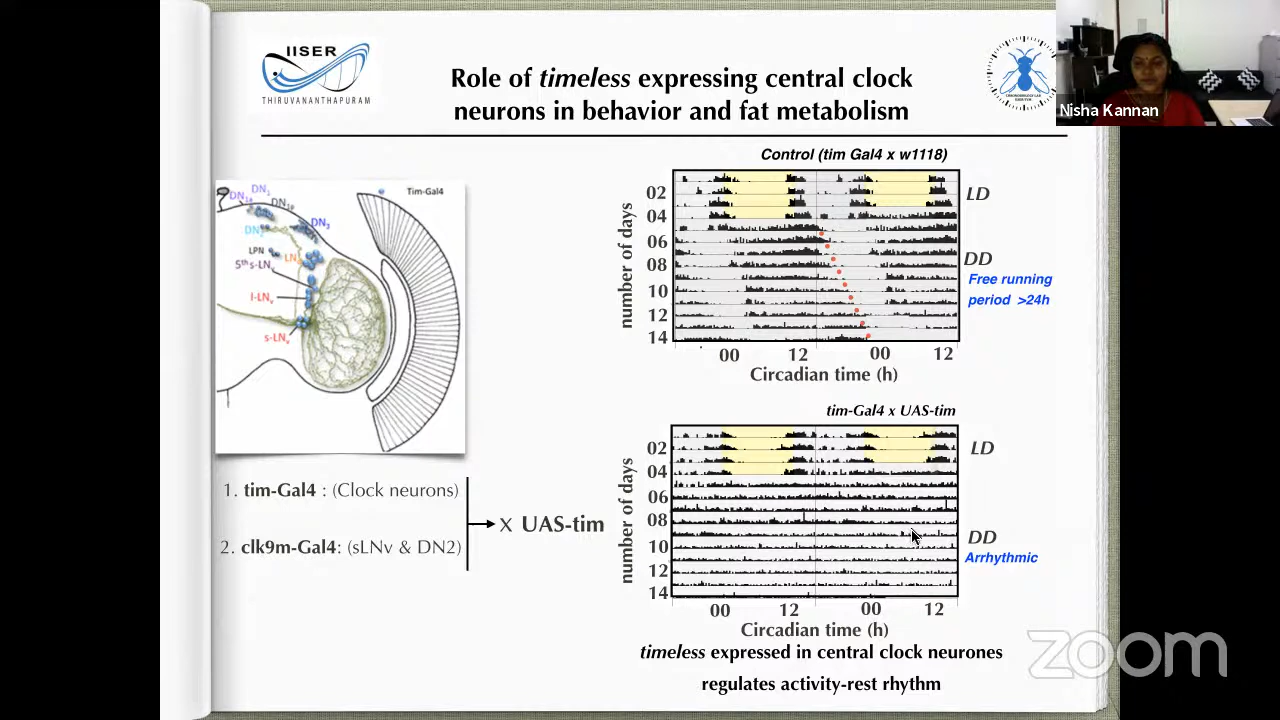 IISER
THIRUVANANTHAPURAM
Role of timeless expressing central clock
neurons in behavior and fat metabolism
Nisha Kannan
Tim-Gal4
DN2
DN1a
DN1p
DN3
LPN
5th s-LNv
l-LNv
s-LNv
1. tim-Gal4 : (Clock neurons)
2. clk9m-Gal4: (sLNv & DN2)
X UAS-tim
Control (tim Gal4 x w1118)
number of days
02
04
06
08
10
12
14
LD
DD
Free running
period >24h
00 12 00 12
Circadian time (h)
tim-Gal4 x UAS-tim
number of days
02
04
06
08
10
12
14
LD
DD
Arrhythmic
00 12 00 12
Circadian time (h)
timeless expressed in central clock neurones
regulates activity-rest rhythm
zoom